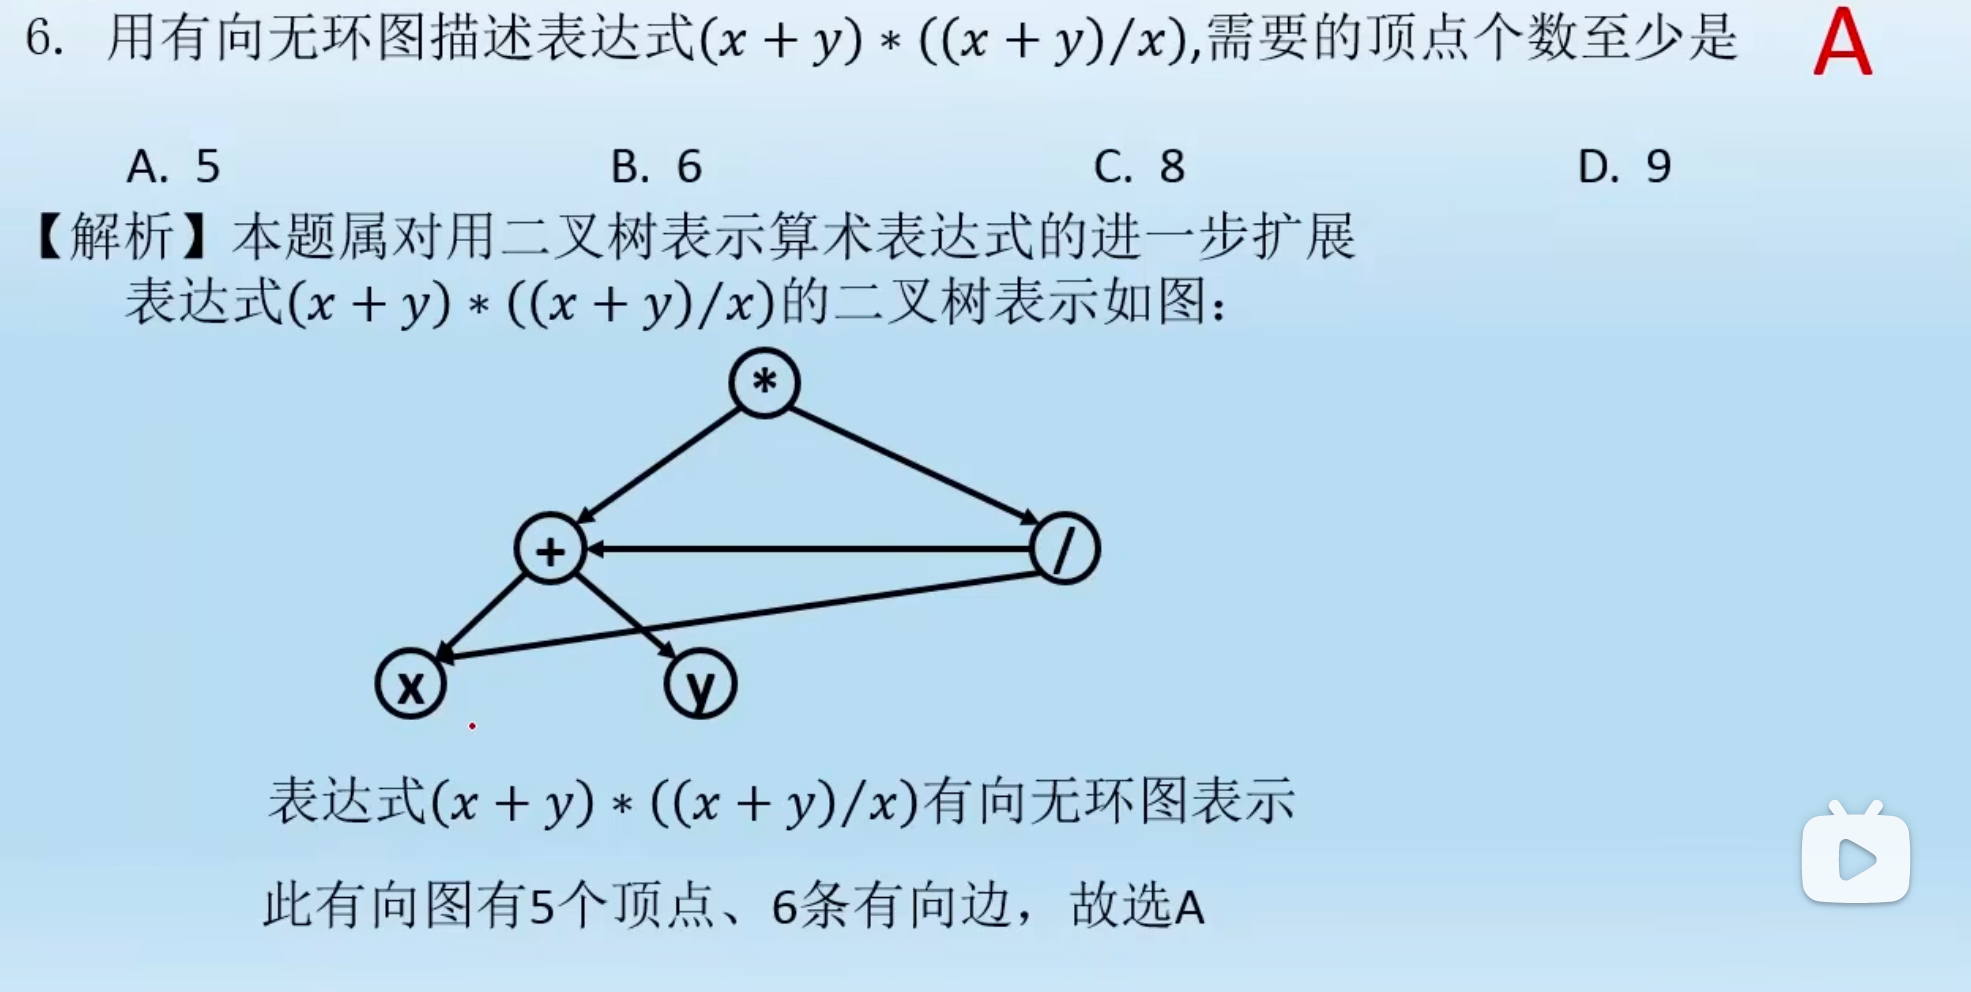 6. 用有向无环图描述表达式(x + y) * ((x + y)/x),需要的顶点个数至少是 A
A. 5 B. 6 C. 8 D. 9
【解析】本题属对用二叉树表示算术表达式的进一步扩展
表达式(x + y) * ((x + y)/x)的二叉树表示如图:
*
+ /
x y
表达式(x + y) * ((x + y)/x)有向无环图表示
此有向图有5个顶点、6条有向边，故选A